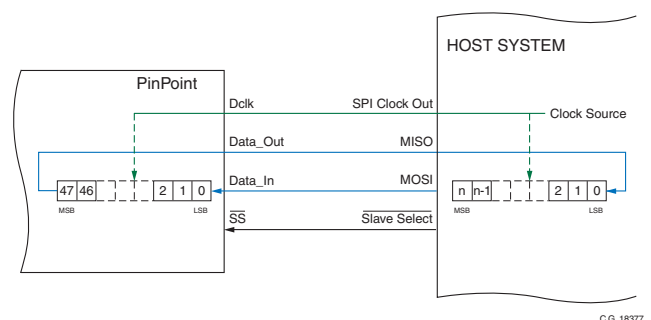 HOST SYSTEM
PinPoint
Dclk SPI Clock Out
Clock Source
Data_Out MISO
47 46 2 1 0 Data_In MOSI n n-1 2 1 0
MSB LSB MSB LSB
SS Slave Select
C.G. 18377